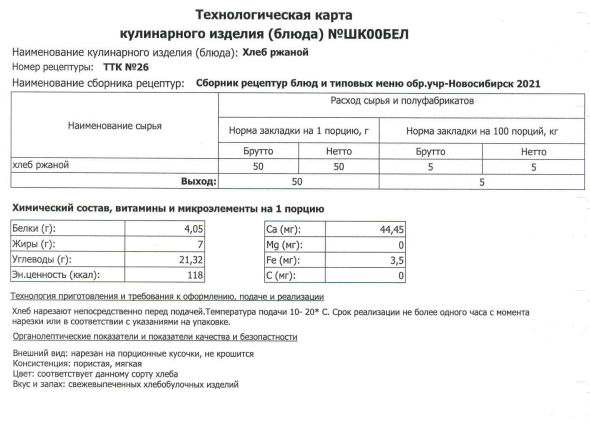 Технологическая карта
кулинарного изделия (блюда) №ШК00БЕЛ
Наименование кулинарного изделия (блюда): Хлеб ржаной
Номер рецептуры: ТТК №26
Наименование сборника рецептур: Сборник рецептур блюд и типовых меню обр.учр-Новосибирск 2021
Наименование сырья
Расход сырья и полуфабрикатов
Норма закладки на 1 порцию, г Норма закладки на 100 порций, кг
Брутто Нетто Брутто Нетто
хлеб ржаной 50 50 5 5
Выход: 50 5
Химический состав, витамины и микроэлементы на 1 порцию
Белки (г): 4,05 Ca (мг): 44,45
Жиры (г): 7 Mg (мг): 0
Углеводы (г): 21,32 Fe (мг): 3,5
Эн.ценность (ккал): 118 C (мг): 0
Технология приготовления и требования к оформлению, подаче и реализации
Хлеб нарезают непосредственно перед подачей.Температура подачи 10- 20* С. Срок реализации не более одного часа с момента
нарезки или в соответствии с указаниями на упаковке.
Органолептические показатели и показатели качества и безопастности
Внешний вид: нарезан на порционные кусочки, не крошится
Консистенция: пористая, мягкая
Цвет: соответствует данному сорту хлеба
Вкус и запах: свежевыпеченных хлебобулочных изделий